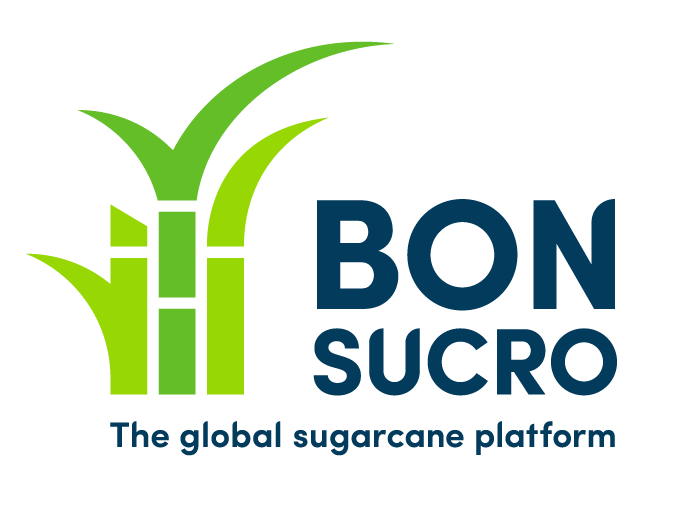 BON
SUCRO
The global sugarcane platform